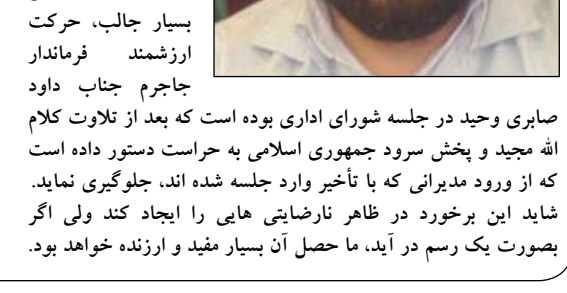 بسیار جالب، حرکت
ارزشمند فرماندار
جاجرم جناب داود
صابری وحید در جلسه شورای اداری بوده است که بعد از تلاوت کلام
الله مجید و پخش سرود جمهوری اسلامی به حراست دستور داده است
که از ورود مدیرانی که با تأخیر وارد جلسه شده اند، جلوگیری نماید.
شاید این برخورد در ظاهر نارضایتی هایی را ایجاد کند ولی اگر
بصورت یک رسم در آید، ما حصل آن بسیار مفید و ارزنده خواهد بود.